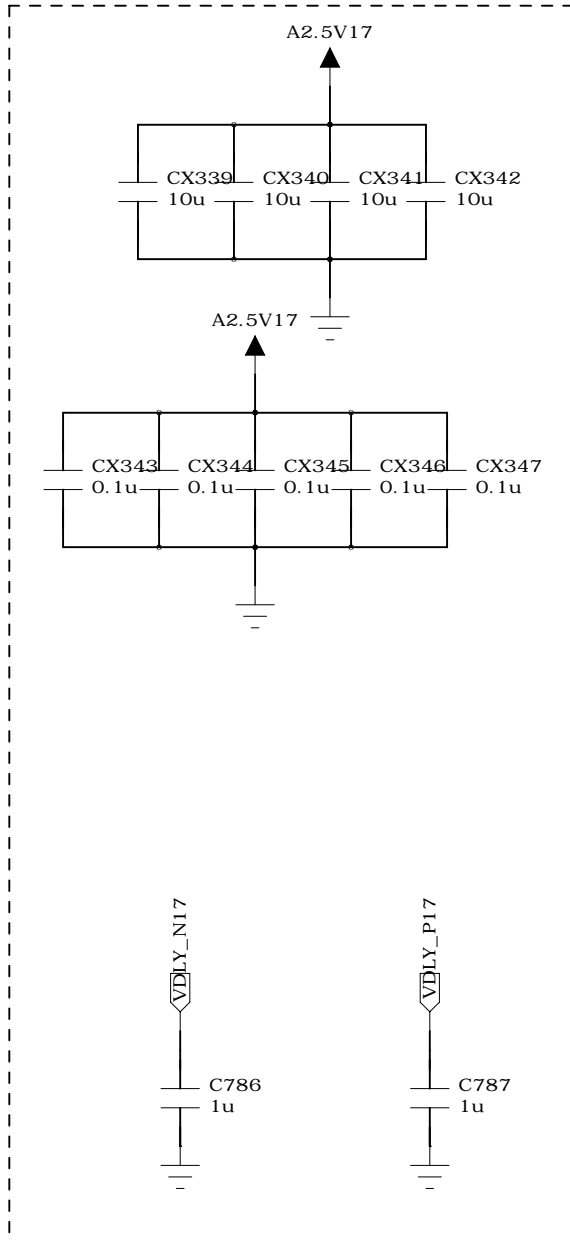 A2.5V17
CX339 CX340 CX341 CX342
10u 10u 10u 10u
A2.5V17
CX343 CX344 CX345 CX346 CX347
0.1u 0.1u 0.1u 0.1u 0.1u
VDLY_N17 VDLY_P17
C786 C787
1u 1u